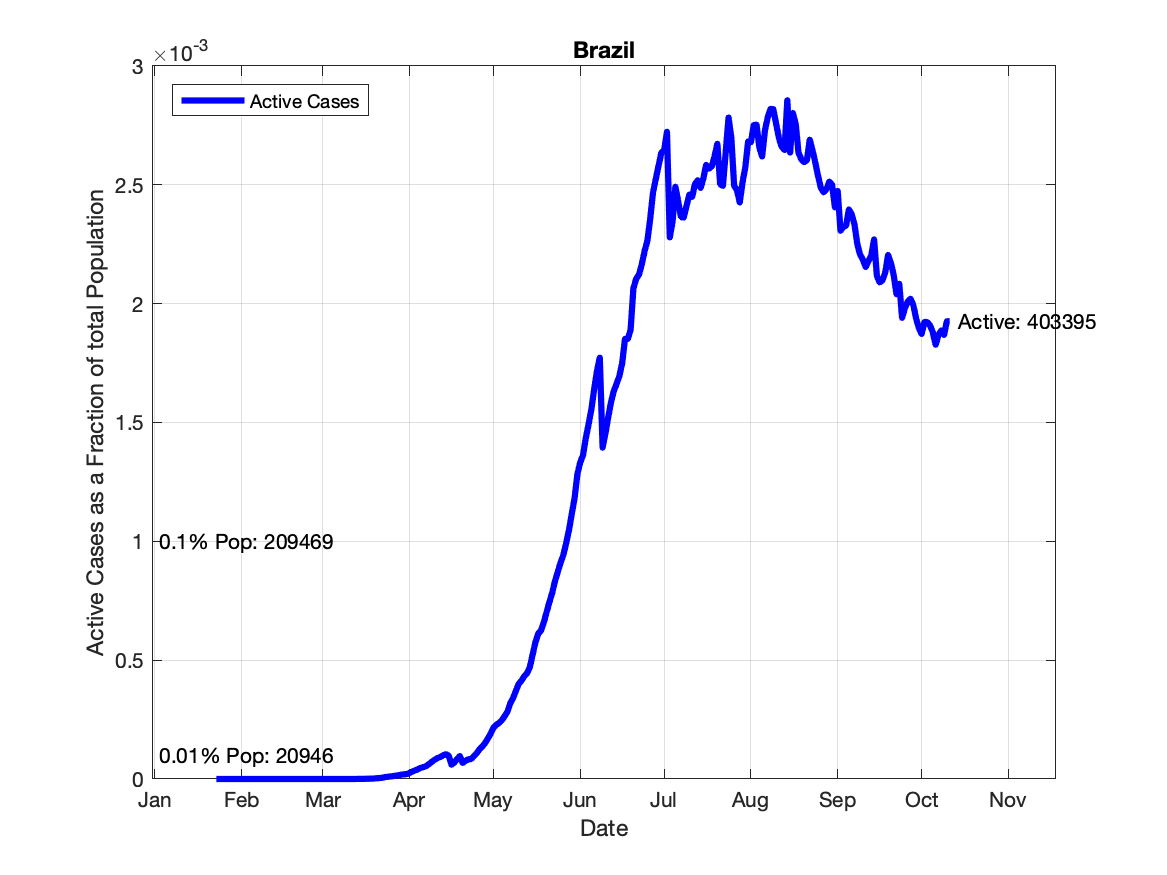 Brazil
×10-3
3
Active Cases
2.5
2
Active: 403395
1.5
1
0.1% Pop: 209469
0.5
0.01% Pop: 20946
0
Jan Feb Mar Apr May Jun Jul Aug Sep Oct Nov
Date
Active Cases as a Fraction of total Population